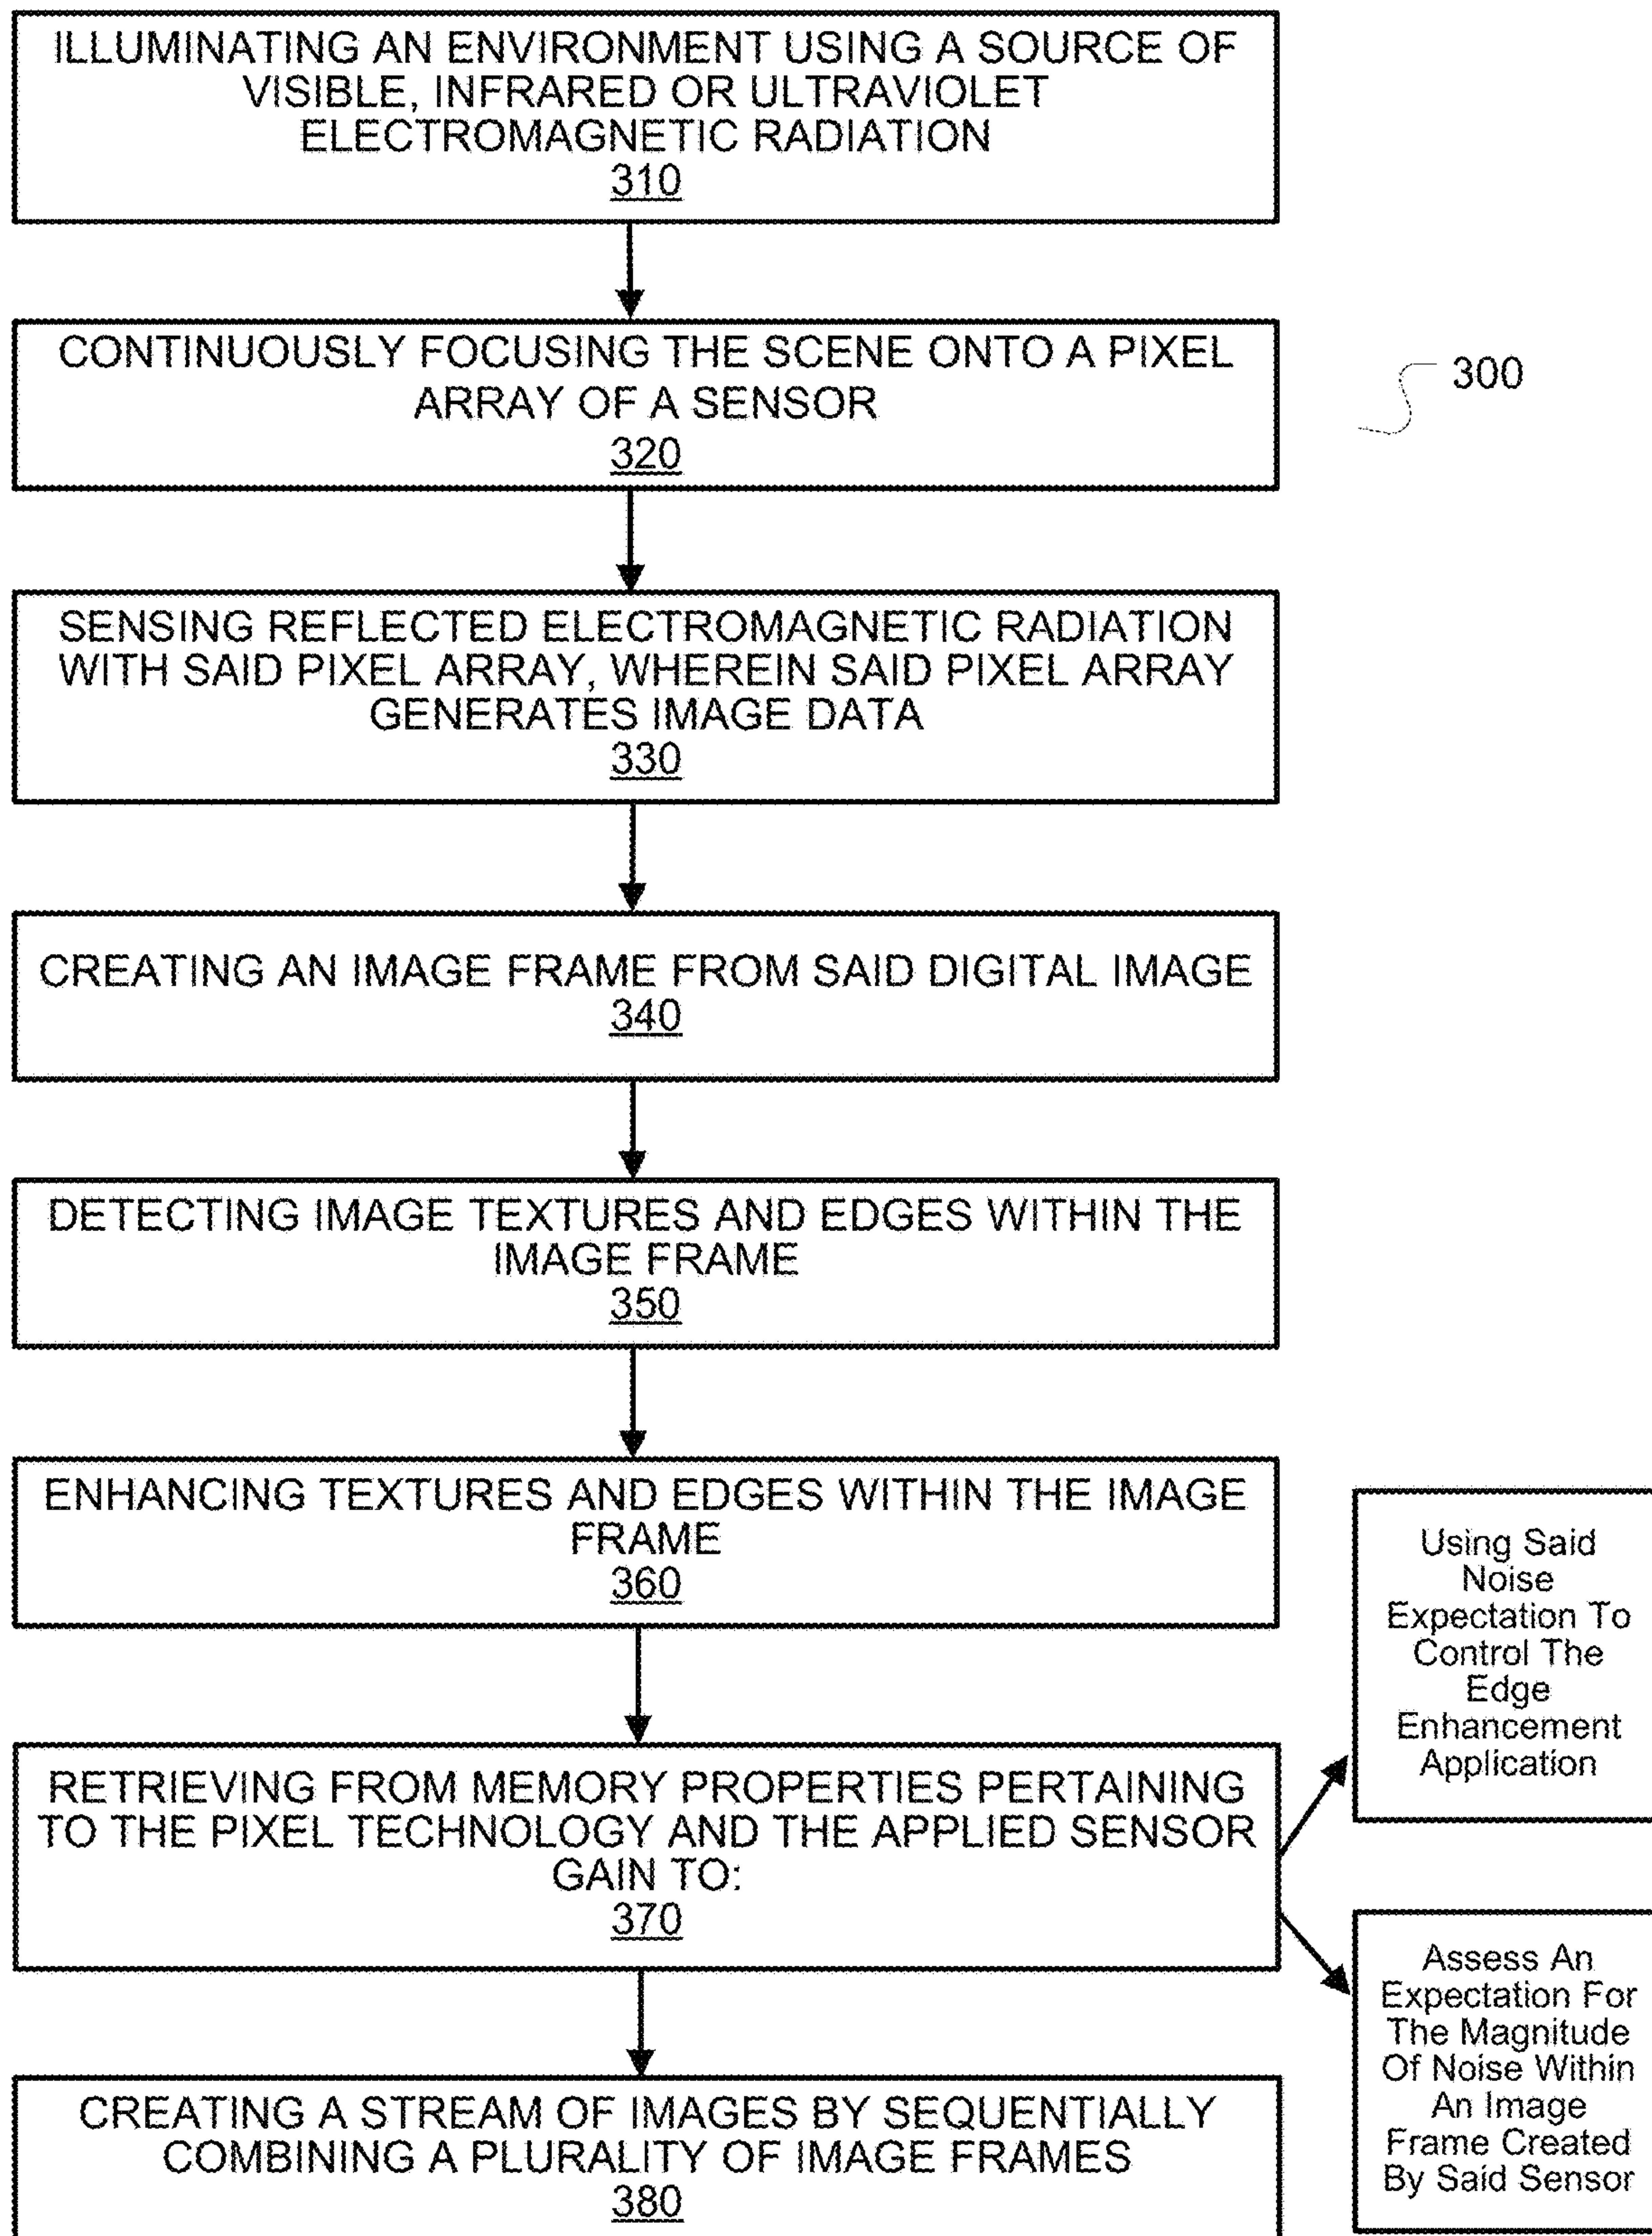 ILLUMINATING AN ENVIRONMENT USING A SOURCE OF
VISIBLE, INFRARED OR ULTRAVIOLET
ELECTROMAGNETIC RADIATION
310
CONTINUOUSLY FOCUSING THE SCENE ONTO A PIXEL
ARRAY OF A SENSOR
320
300
SENSING REFLECTED ELECTROMAGNETIC RADIATION
WITH SAID PIXEL ARRAY, WHEREIN SAID PIXEL ARRAY
GENERATES IMAGE DATA
330
CREATING AN IMAGE FRAME FROM SAID DIGITAL IMAGE
340
DETECTING IMAGE TEXTURES AND EDGES WITHIN THE
IMAGE FRAME
350
ENHANCING TEXTURES AND EDGES WITHIN THE IMAGE
FRAME
360
RETRIEVING FROM MEMORY PROPERTIES PERTAINING
TO THE PIXEL TECHNOLOGY AND THE APPLIED SENSOR
GAIN TO:
370
Using Said
Noise
Expectation To
Control The
Edge
Enhancement
Application
Assess An
Expectation For
The Magnitude
Of Noise Within
An Image
Frame Created
By Said Sensor
CREATING A STREAM OF IMAGES BY SEQUENTIALLY
COMBINING A PLURALITY OF IMAGE FRAMES
380